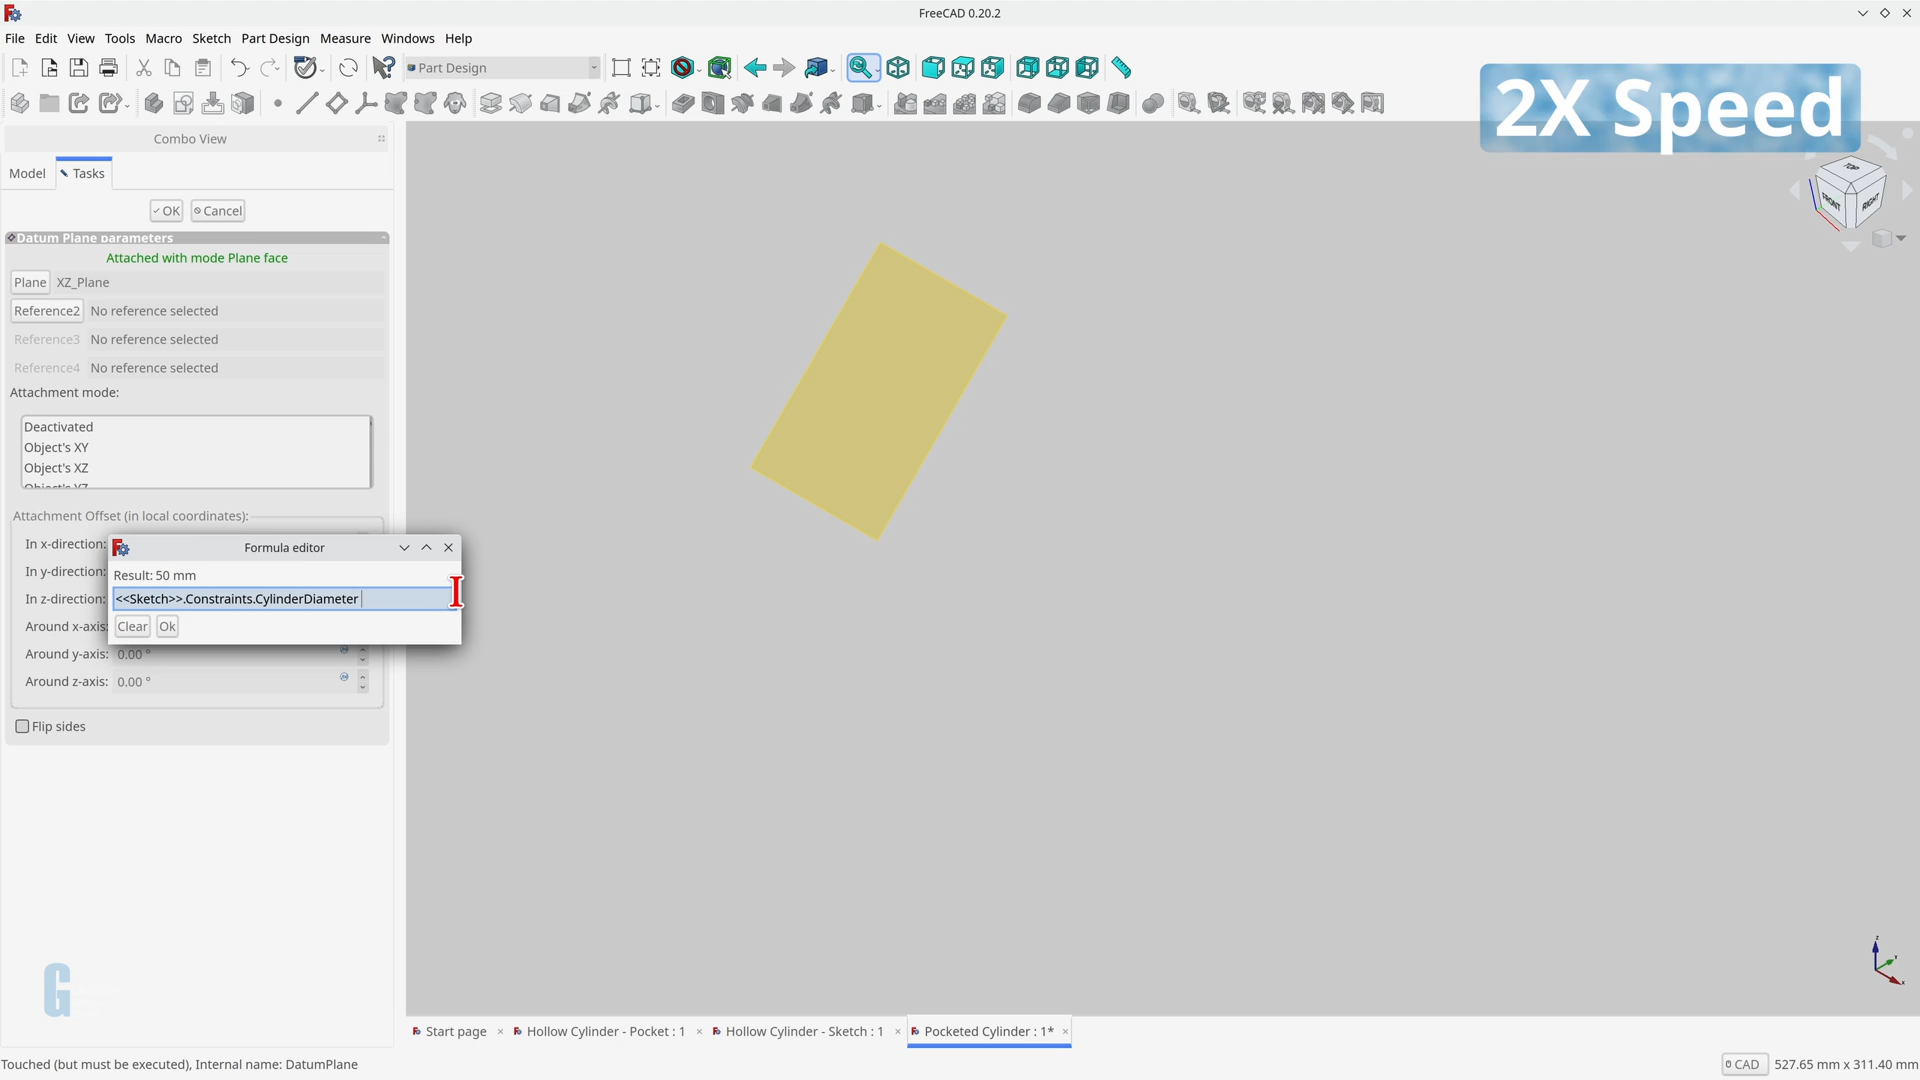 FreeCAD 0.20.2
File Edit View Tools Macro Sketch Part Design Measure Windows Help
Part Design
2X Speed
Combo View
Model Tasks
OK Cancel
Datum Plane parameters
Attached with mode Plane face
Plane XZ_Plane
Reference2 No reference selected
Reference3 No reference selected
Reference4 No reference selected
Attachment mode:
Deactivated
Object's XY
Object's XZ
Object's YZ
Attachment Offset (in local coordinates):
In x-direction:
In y-direction:
In z-direction:
Around x-axis:
Around y-axis: 0.00 °
Around z-axis: 0.00 °
Flip sides
Formula editor
Result: 50 mm
<<Sketch>>.Constraints.CylinderDiameter
Clear Ok
TOP
FRONT
RIGHT
Z
Y
X
G
Start page
Hollow Cylinder - Pocket : 1
Hollow Cylinder - Sketch : 1
Pocketed Cylinder : 1*
Touched (but must be executed), Internal name: DatumPlane
CAD
527.65 mm x 311.40 mm